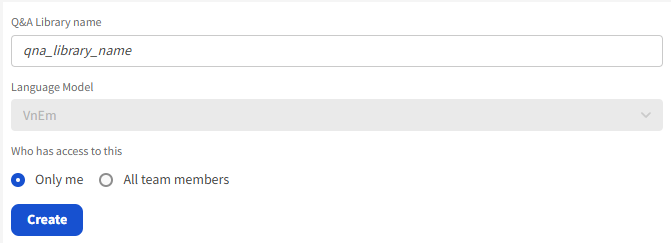 Q&A Library name
qna_library_name
Language Model
VnEm
Who has access to this
Only me All team members
Create